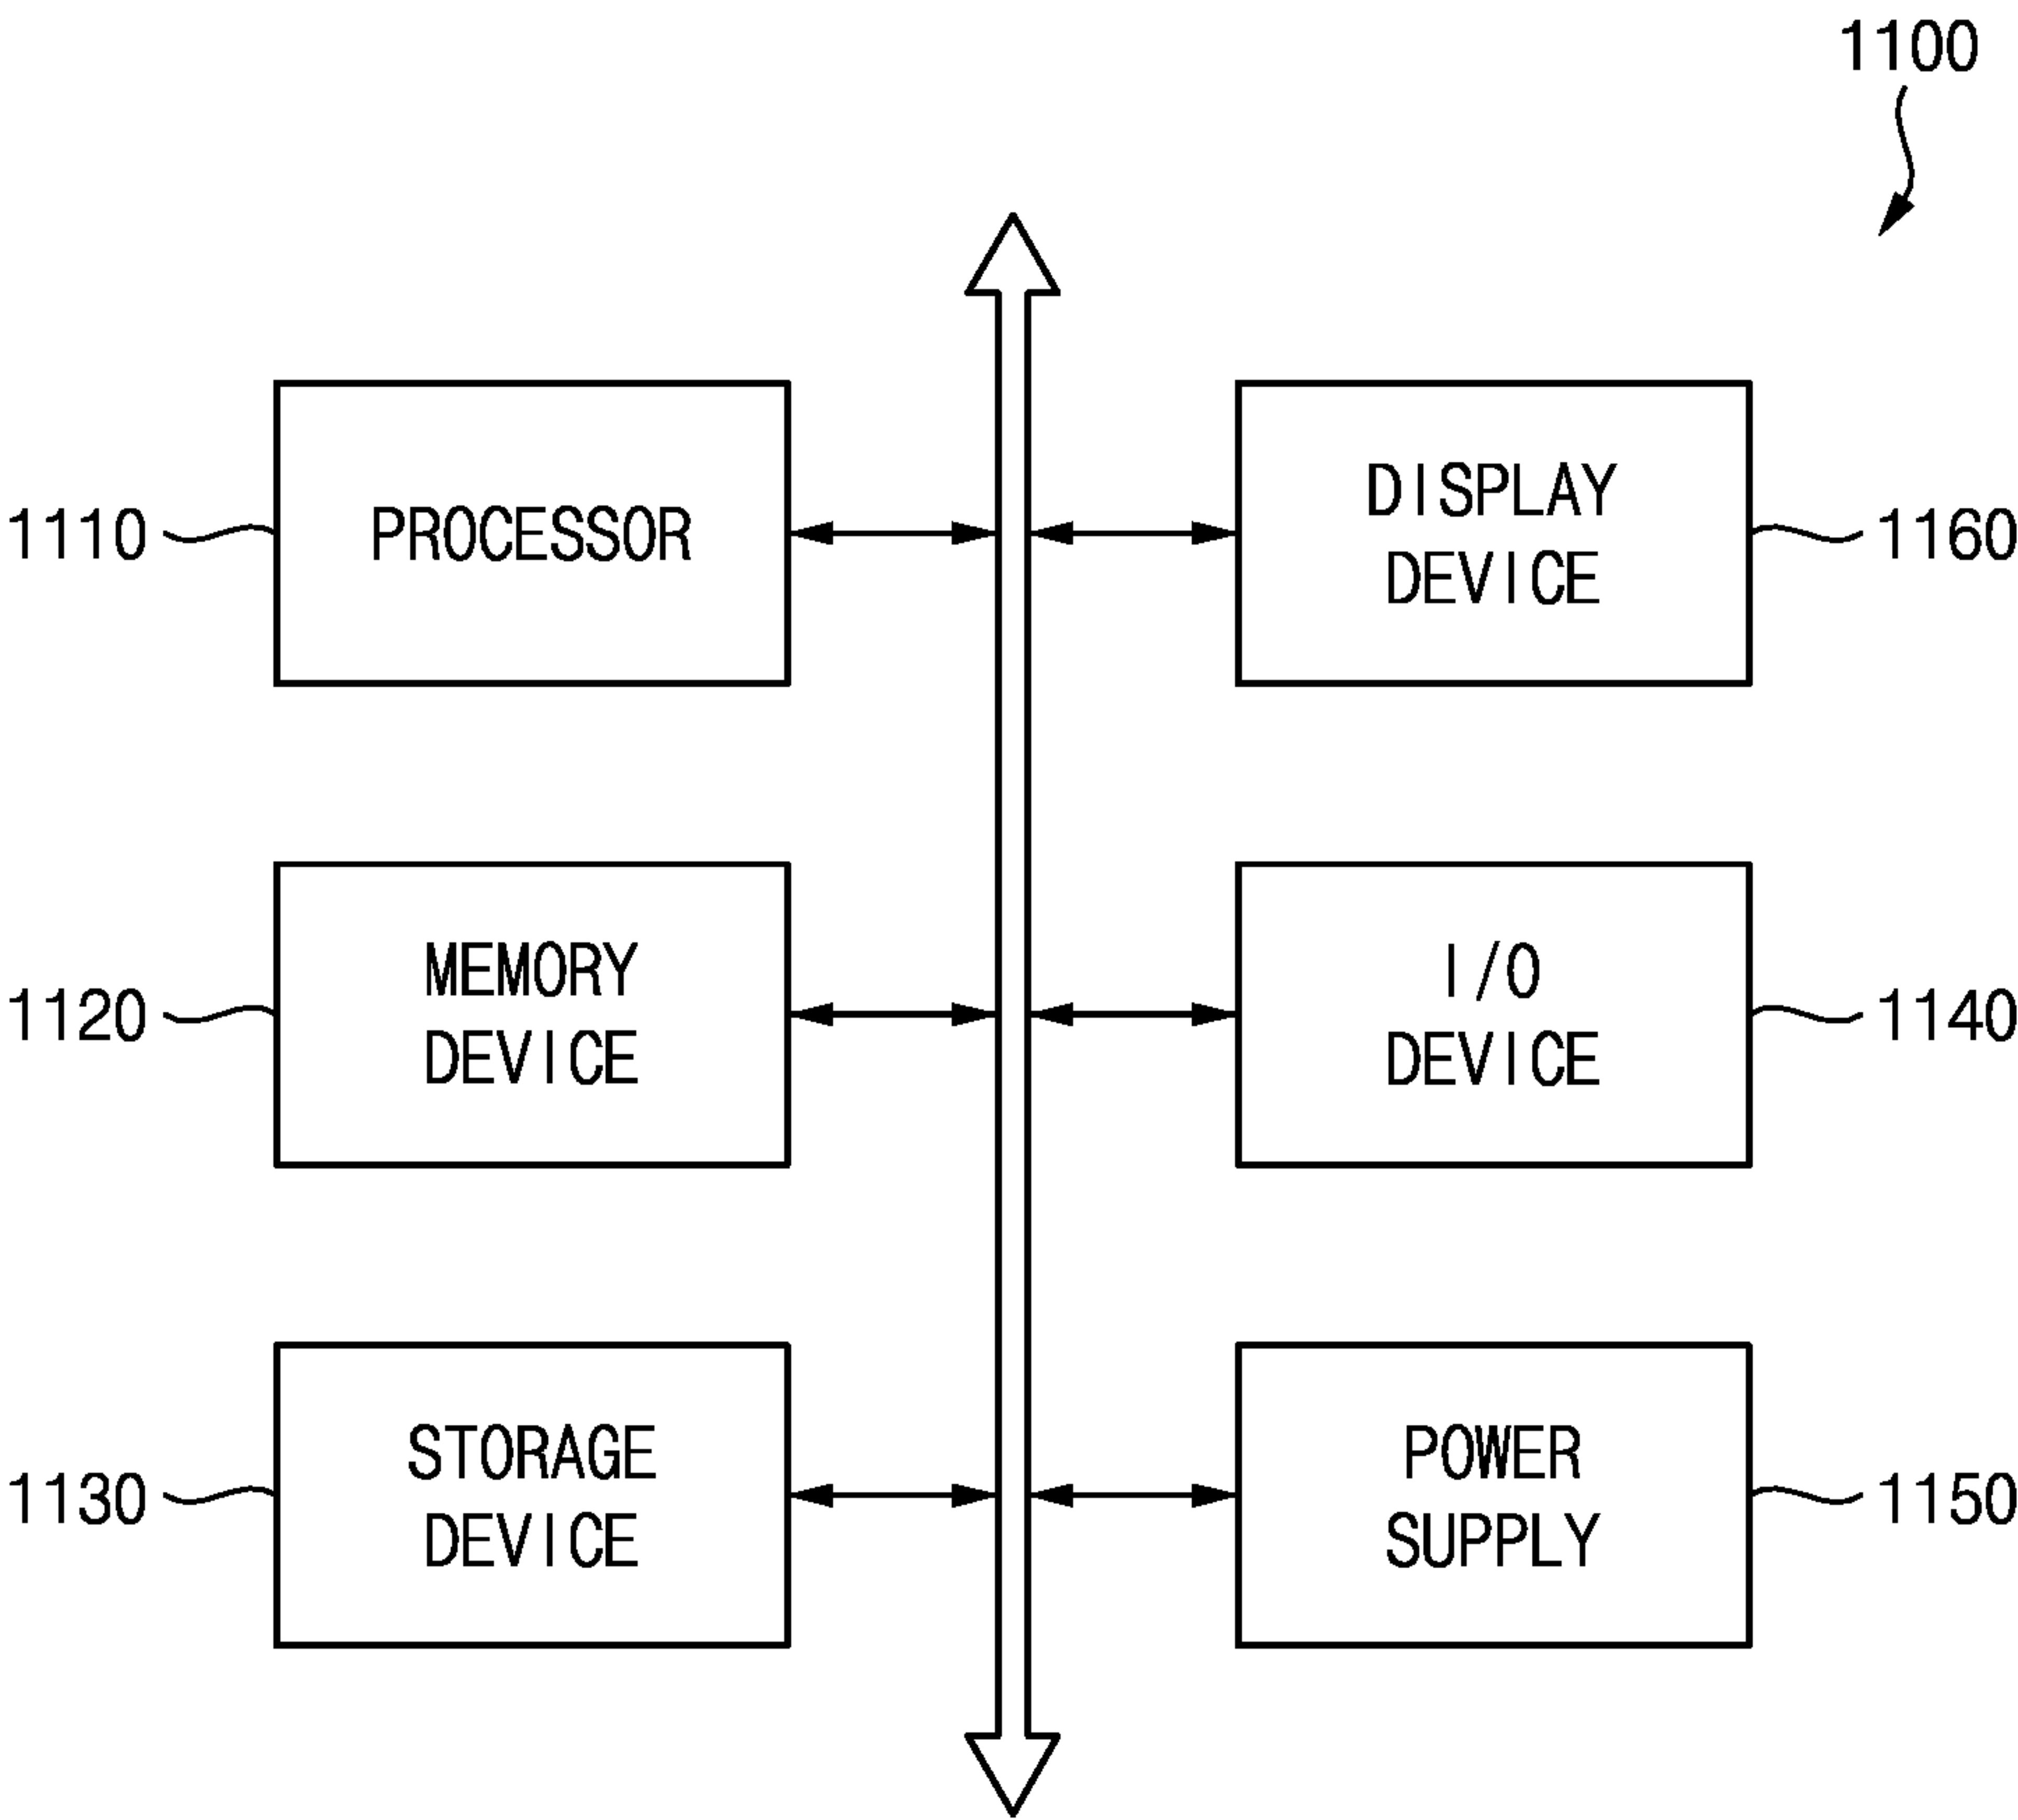 1100
1110
PROCESSOR
DISPLAY
DEVICE
1160
1120
MEMORY
DEVICE
I/O
DEVICE
1140
1130
STORAGE
DEVICE
POWER
SUPPLY
1150